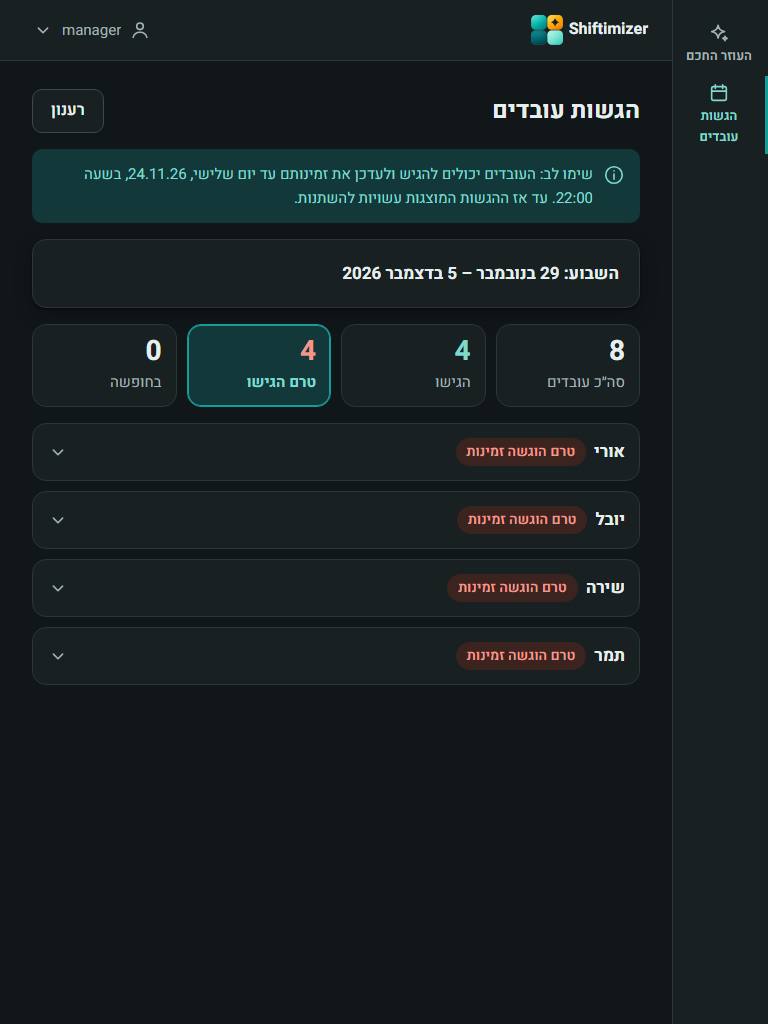 Shiftimizer
manager
העוזר החכם
הגשות
עובדים
הגשות עובדים
רענון
שימו לב: העובדים יכולים להגיש ולעדכן את זמינותם עד יום שלישי, 24.11.26, בשעה
22:00. עד אז ההגשות המוצגות עשויות להשתנות.
השבוע: 29 בנובמבר – 5 בדצמבר 2026
8
סה"כ עובדים
4
הגישו
4
טרם הגישו
0
בחופשה
אורי טרם הוגשה זמינות
יובל טרם הוגשה זמינות
שירה טרם הוגשה זמינות
תמר טרם הוגשה זמינות